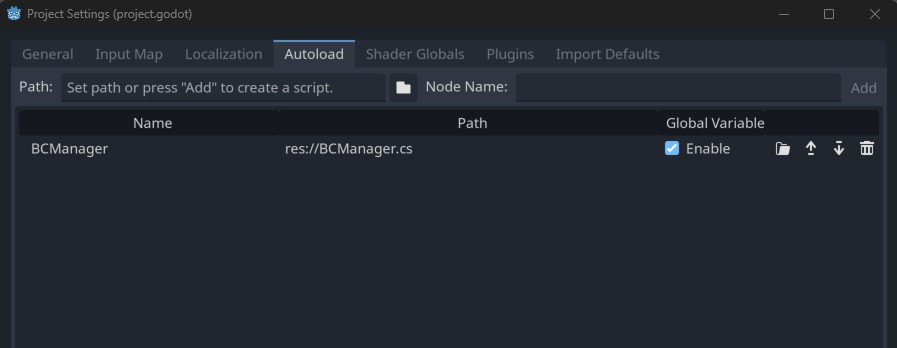 Project Settings (project.godot)
General Input Map Localization Autoload Shader Globals Plugins Import Defaults
Path: Set path or press "Add" to create a script. Node Name: Add
Name Path Global Variable
BCManager res://BCManager.cs Enable